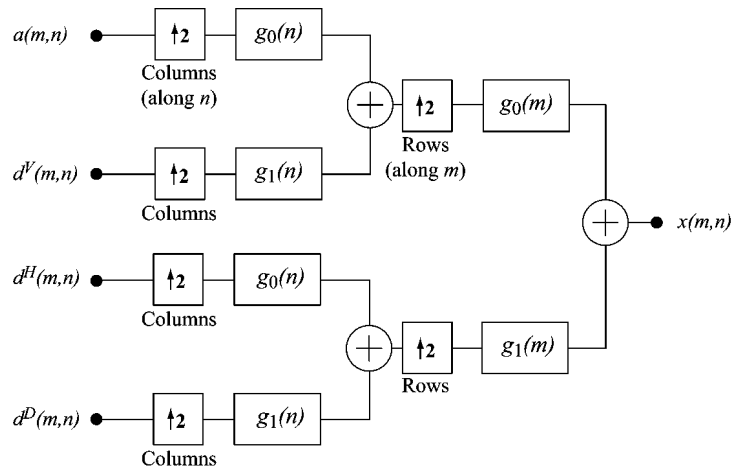 a(m,n)
↑2
g₀(n)
Columns
(along n)
↑2
g₀(m)
Rows
(along m)
dⱽ(m,n)
↑2
g₁(n)
Columns
x(m,n)
dᴴ(m,n)
↑2
g₀(n)
Columns
↑2
g₁(m)
Rows
dᴰ(m,n)
↑2
g₁(n)
Columns